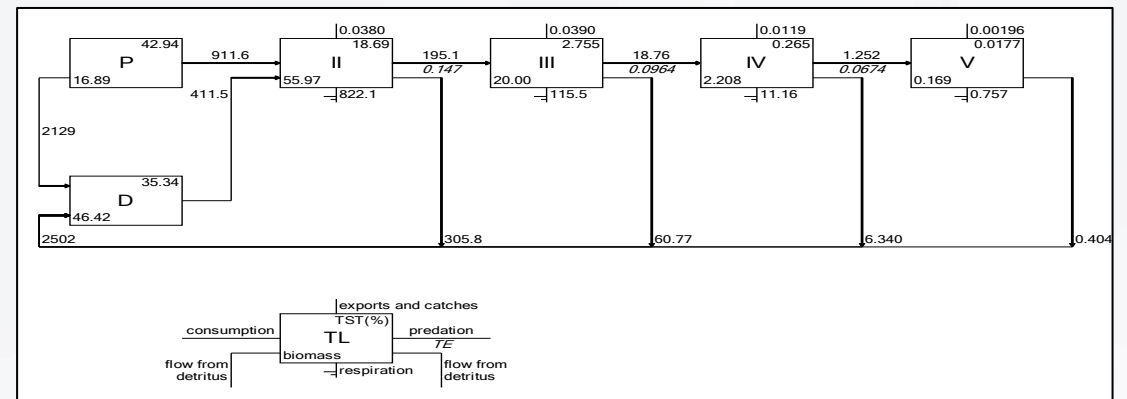 0.0380 0.0390 0.0119 0.00196
42.94 18.69 2.755 0.265 0.0177
P 911.6 II 195.1 III 18.76 IV 1.252 V
0.147 0.0964 0.0674
16.89 55.97 20.00 2.208 0.169
411.5 822.1 115.5 11.16 0.757
2129
35.34
D
46.42
2502 305.8 60.77 6.340 0.404
exports and catches
TST(%)
consumption TL predation
TE
biomass
flow from detritus respiration flow from detritus